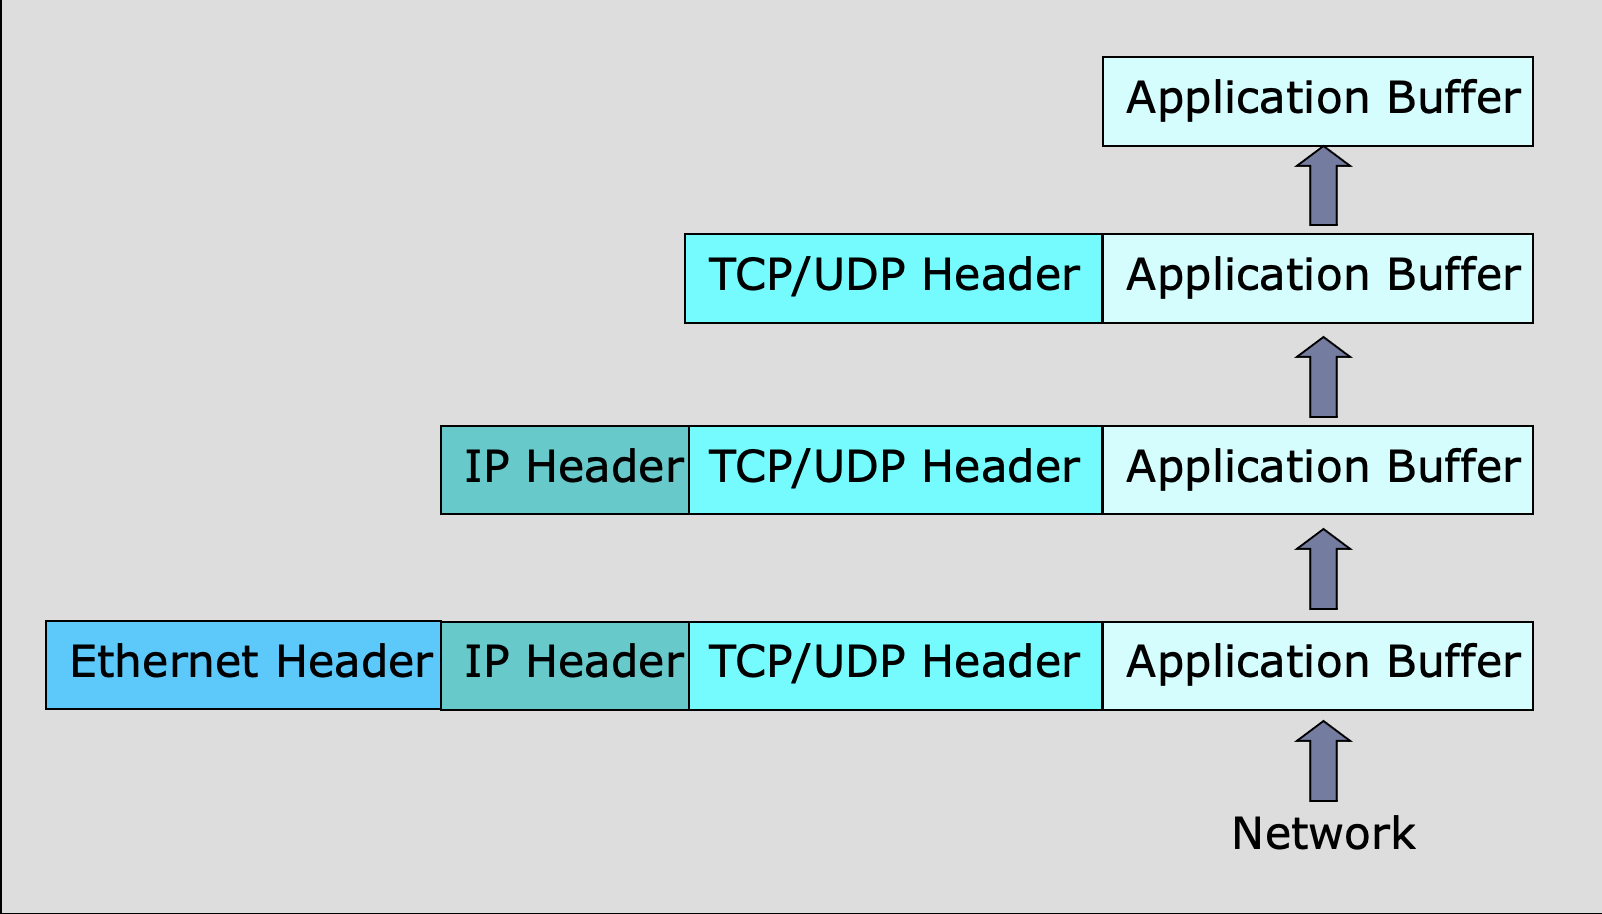 Application Buffer
TCP/UDP Header Application Buffer
IP Header TCP/UDP Header Application Buffer
Ethernet Header IP Header TCP/UDP Header Application Buffer
Network